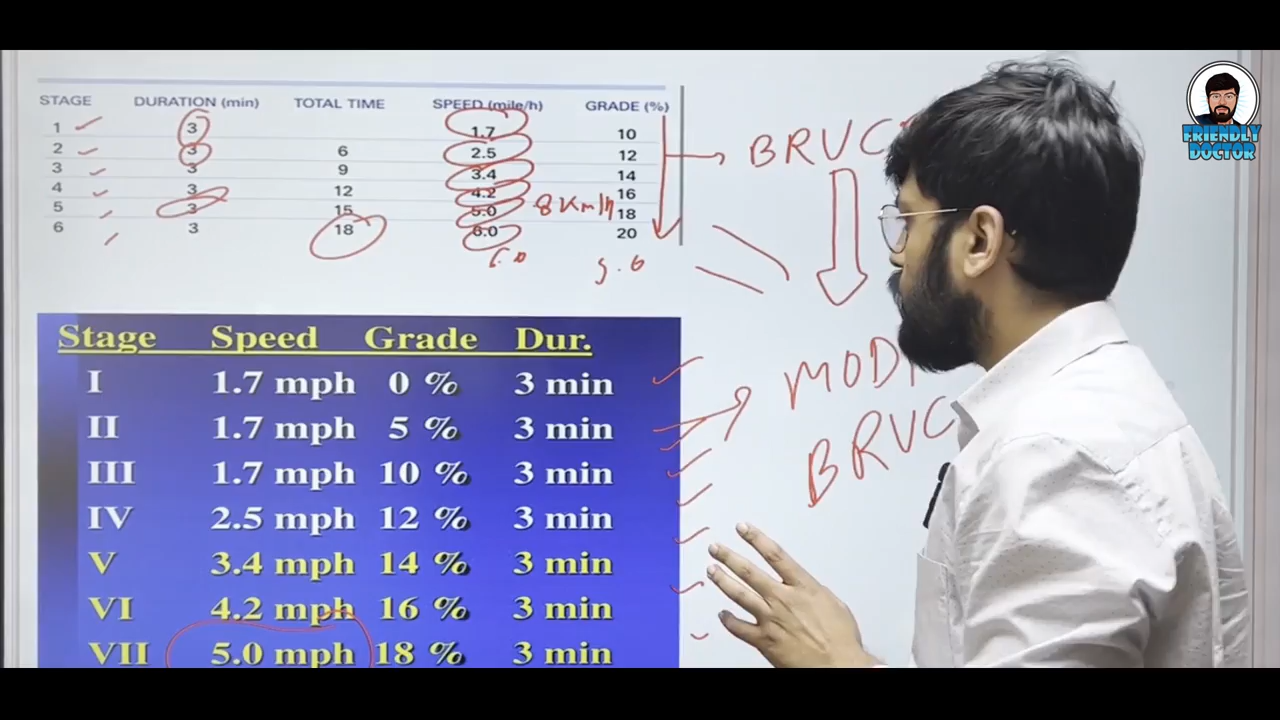 STAGE DURATION (min) TOTAL TIME SPEED (mile/h) GRADE (%)
1 3 1.7 10
2 3 6 2.5 12
3 3 9 3.4 14
4 3 12 4.2 16
5 3 15 5.0 18
6 3 18 6.0 20
8 Km/h
BRUC
Stage Speed Grade Dur.
I 1.7 mph 0 % 3 min
II 1.7 mph 5 % 3 min
III 1.7 mph 10 % 3 min
IV 2.5 mph 12 % 3 min
V 3.4 mph 14 % 3 min
VI 4.2 mph 16 % 3 min
VII 5.0 mph 18 % 3 min
MODI
BRUC
FRIENDLY
DOCTOR